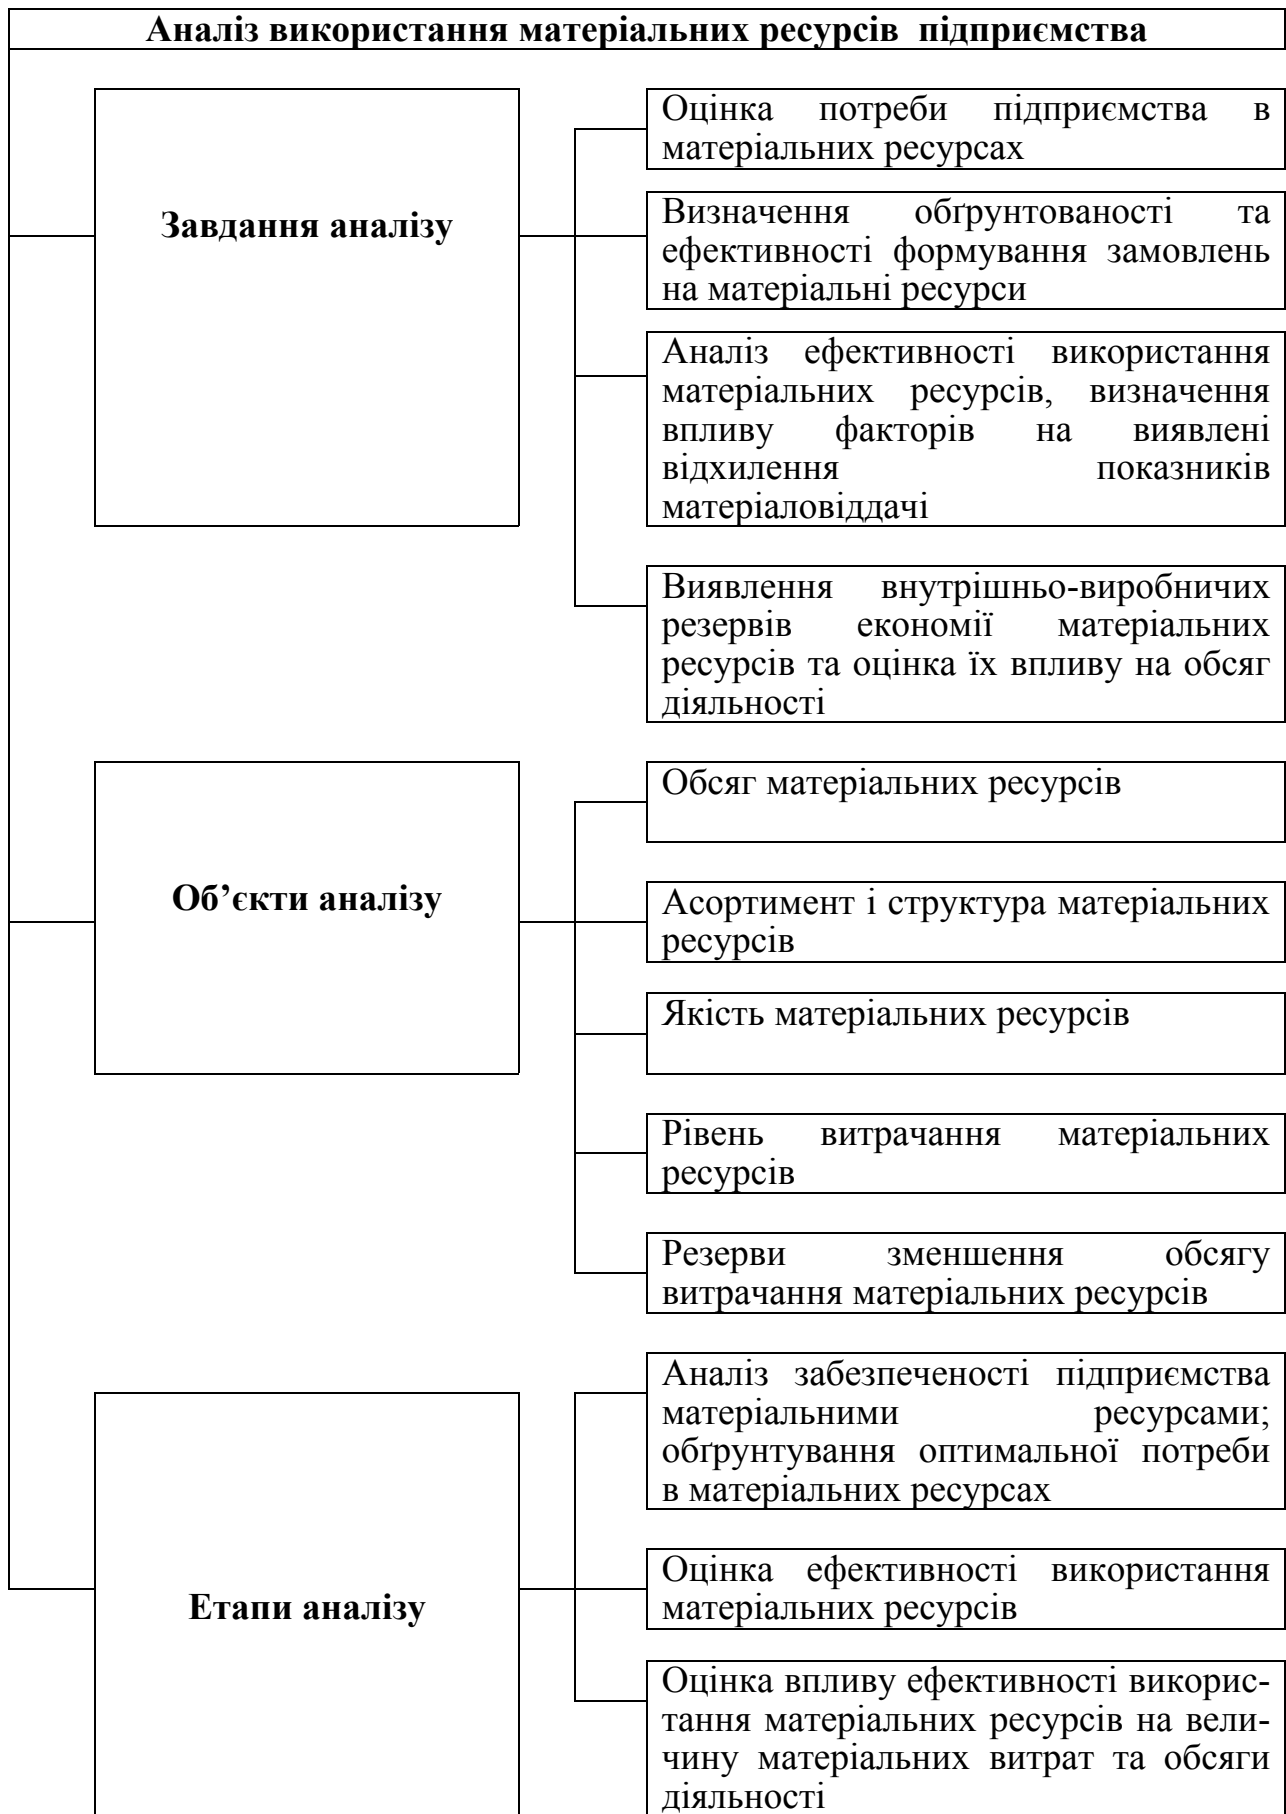 Аналіз використання матеріальних ресурсів підприємства
Завдання аналізу
Оцінка потреби підприємства в
матеріальних ресурсах
Визначення обґрунтованості та
ефективності формування замовлень
на матеріальні ресурси
Аналіз ефективності використання
матеріальних ресурсів, визначення
впливу факторів на виявлені
відхилення показників
матеріаловіддачі
Виявлення внутрішньо-виробничих
резервів економії матеріальних
ресурсів та оцінка їх впливу на обсяг
діяльності
Об’єкти аналізу
Обсяг матеріальних ресурсів
Асортимент і структура матеріальних
ресурсів
Якість матеріальних ресурсів
Рівень витрачання матеріальних
ресурсів
Резерви зменшення обсягу
витрачання матеріальних ресурсів
Етапи аналізу
Аналіз забезпеченості підприємства
матеріальними ресурсами;
обґрунтування оптимальної потреби
в матеріальних ресурсах
Оцінка ефективності використання
матеріальних ресурсів
Оцінка впливу ефективності викорис-
тання матеріальних ресурсів на вели-
чину матеріальних витрат та обсяги
діяльності